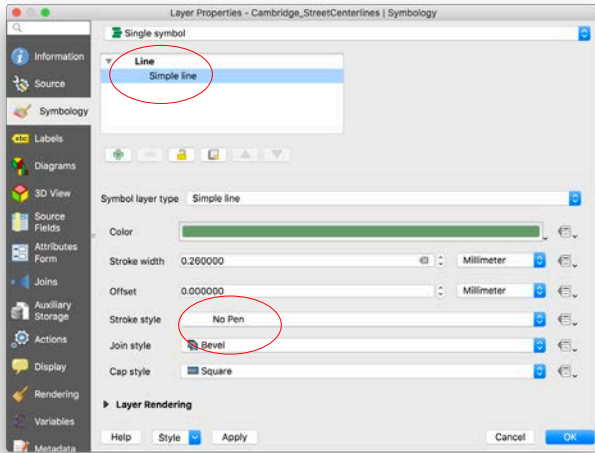 Layer Properties - Cambridge_StreetCenterlines | Symbology
Single symbol
Information
Source
Symbology
abc Labels
Diagrams
3D View
Source
Fields
Attributes
Form
Joins
Auxiliary
Storage
Actions
Display
Rendering
Variables
Metadata
Line
Simple line
Symbol layer type Simple line
Color
Stroke width 0.260000 Millimeter
Offset 0.000000 Millimeter
Stroke style No Pen
Join style Bevel
Cap style Square
Layer Rendering
Help Style Apply Cancel OK